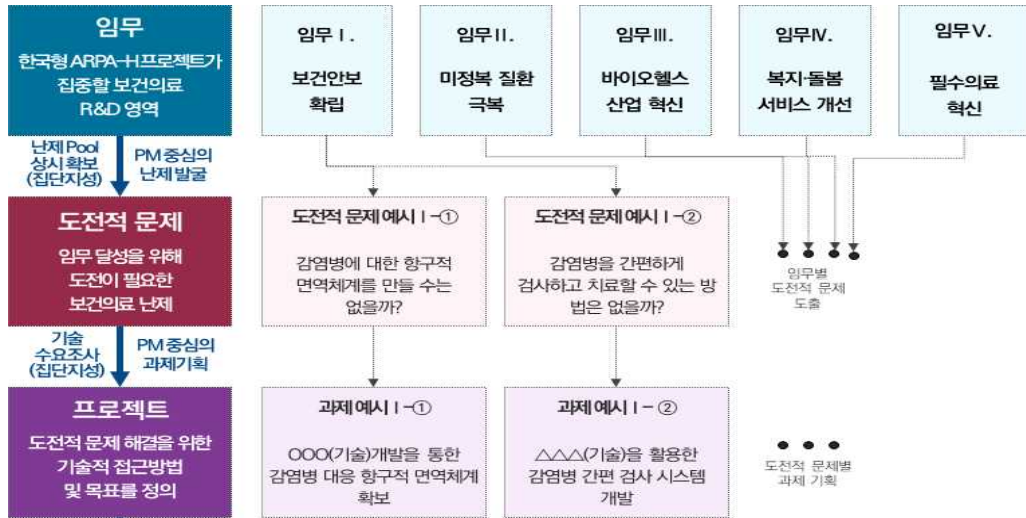 임무
한국형 ARPA-H 프로젝트가
집중할 보건의료
R&D 영역
임무Ⅰ.
보건안보
확립
임무Ⅱ.
미정복 질환
극복
임무Ⅲ.
바이오헬스
산업 혁신
임무Ⅳ.
복지·돌봄
서비스 개선
임무Ⅴ.
필수의료
혁신
난제 Pool
상시 확보
(집단지성)
PM 중심의
난제 발굴
도전적 문제
임무 달성을 위해
도전이 필요한
보건의료 난제
도전적 문제 예시 Ⅰ-①
감염병에 대한 항구적
면역체계를 만들 수는
없을까?
도전적 문제 예시 Ⅰ-②
감염병을 간편하게
검사하고 치료할 수 있는 방
법은 없을까?
임무별
도전적 문제
도출
기술
수요조사
(집단지성)
PM 중심의
과제기획
프로젝트
도전적 문제 해결을 위한
기술적 접근방법
및 목표를 정의
과제 예시 Ⅰ-①
OOO(기술)개발을 통한
감염병 대응 항구적 면역체계
확보
과제 예시 Ⅰ- ②
△△△(기술)을 활용한
감염병 간편 검사 시스템
개발
도전적 문제별
과제 기획